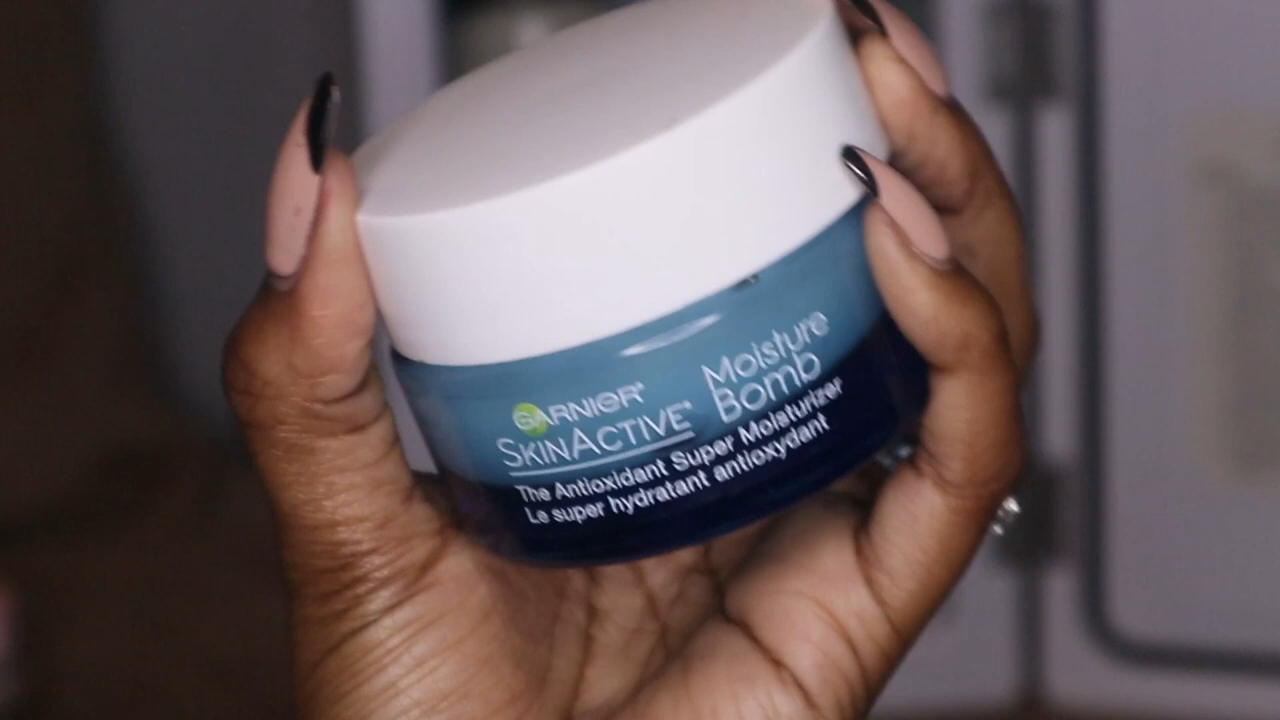 GARNIER
SKINACTIVE
Moisture
Bomb
The Antioxidant Super Moisturizer
Le super hydratant antioxydant